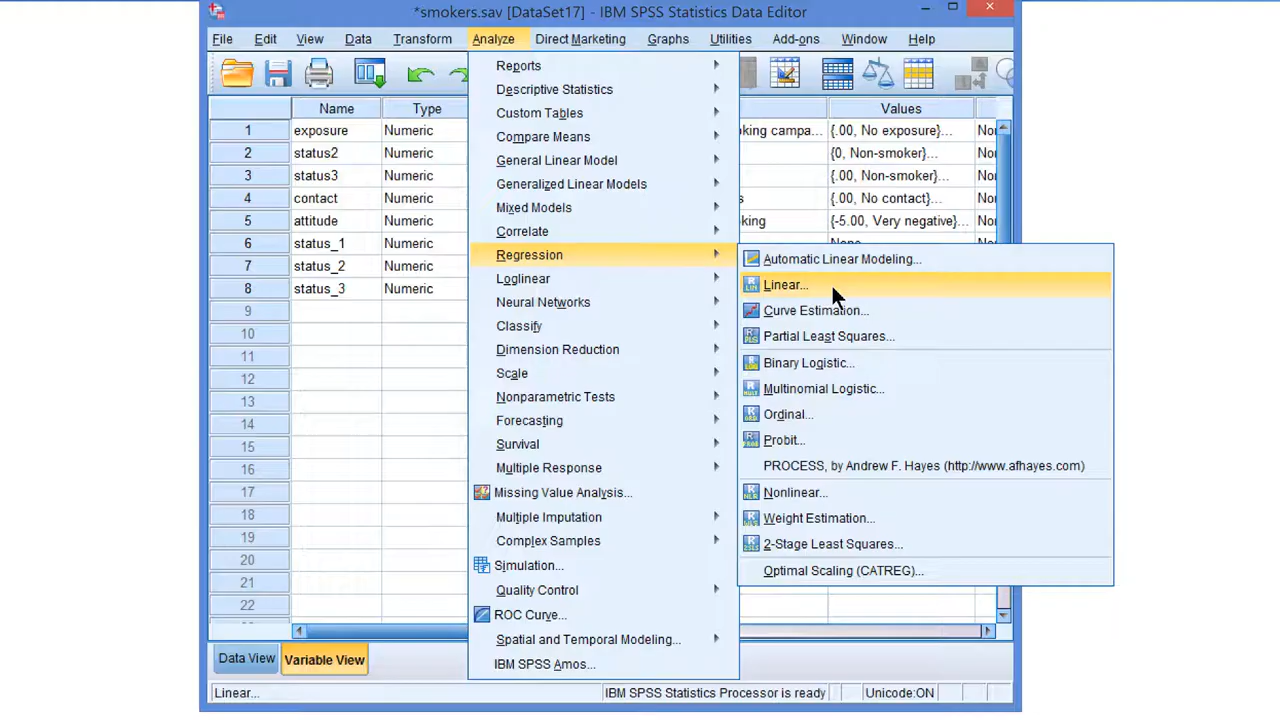 *smokers.sav [DataSet17] - IBM SPSS Statistics Data Editor
File Edit View Data Transform Analyze Direct Marketing Graphs Utilities Add-ons Window Help
Name Type Values
1 exposure Numeric oking campa... {.00, No exposure}... Non
2 status2 Numeric {0, Non-smoker}... Non
3 status3 Numeric {.00, Non-smoker}... Non
4 contact Numeric s {.00, No contact}... Non
5 attitude Numeric king {-5.00, Very negative}... Non
6 status_1 Numeric None
7 status_2 Numeric
8 status_3 Numeric
9
10
11
12
13
14
15
16
17
18
19
20
21
22
Reports
Descriptive Statistics
Custom Tables
Compare Means
General Linear Model
Generalized Linear Models
Mixed Models
Correlate
Regression
Loglinear
Neural Networks
Classify
Dimension Reduction
Scale
Nonparametric Tests
Forecasting
Survival
Multiple Response
Missing Value Analysis...
Multiple Imputation
Complex Samples
Simulation...
Quality Control
ROC Curve...
Spatial and Temporal Modeling...
IBM SPSS Amos...
Automatic Linear Modeling...
Linear...
Curve Estimation...
Partial Least Squares...
Binary Logistic...
Multinomial Logistic...
Ordinal...
Probit...
PROCESS, by Andrew F. Hayes (http://www.afhayes.com)
Nonlinear...
Weight Estimation...
2-Stage Least Squares...
Optimal Scaling (CATREG)...
Data View Variable View
Linear... IBM SPSS Statistics Processor is ready Unicode:ON